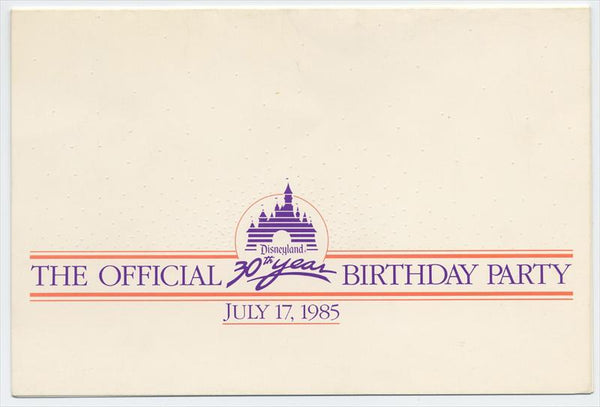 Disneyland
THE OFFICIAL 30th year BIRTHDAY PARTY
JULY 17, 1985